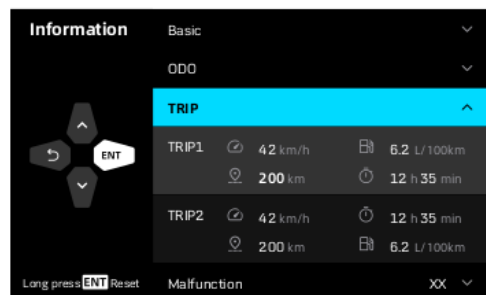 Information
Basic
ODO
TRIP
ENT
TRIP1 42 km/h 6.2 L/100km
200 km 12 h 35 min
TRIP2 42 km/h 12 h 35 min
200 km 6.2 L/100km
Long press ENT Reset
Malfunction XX